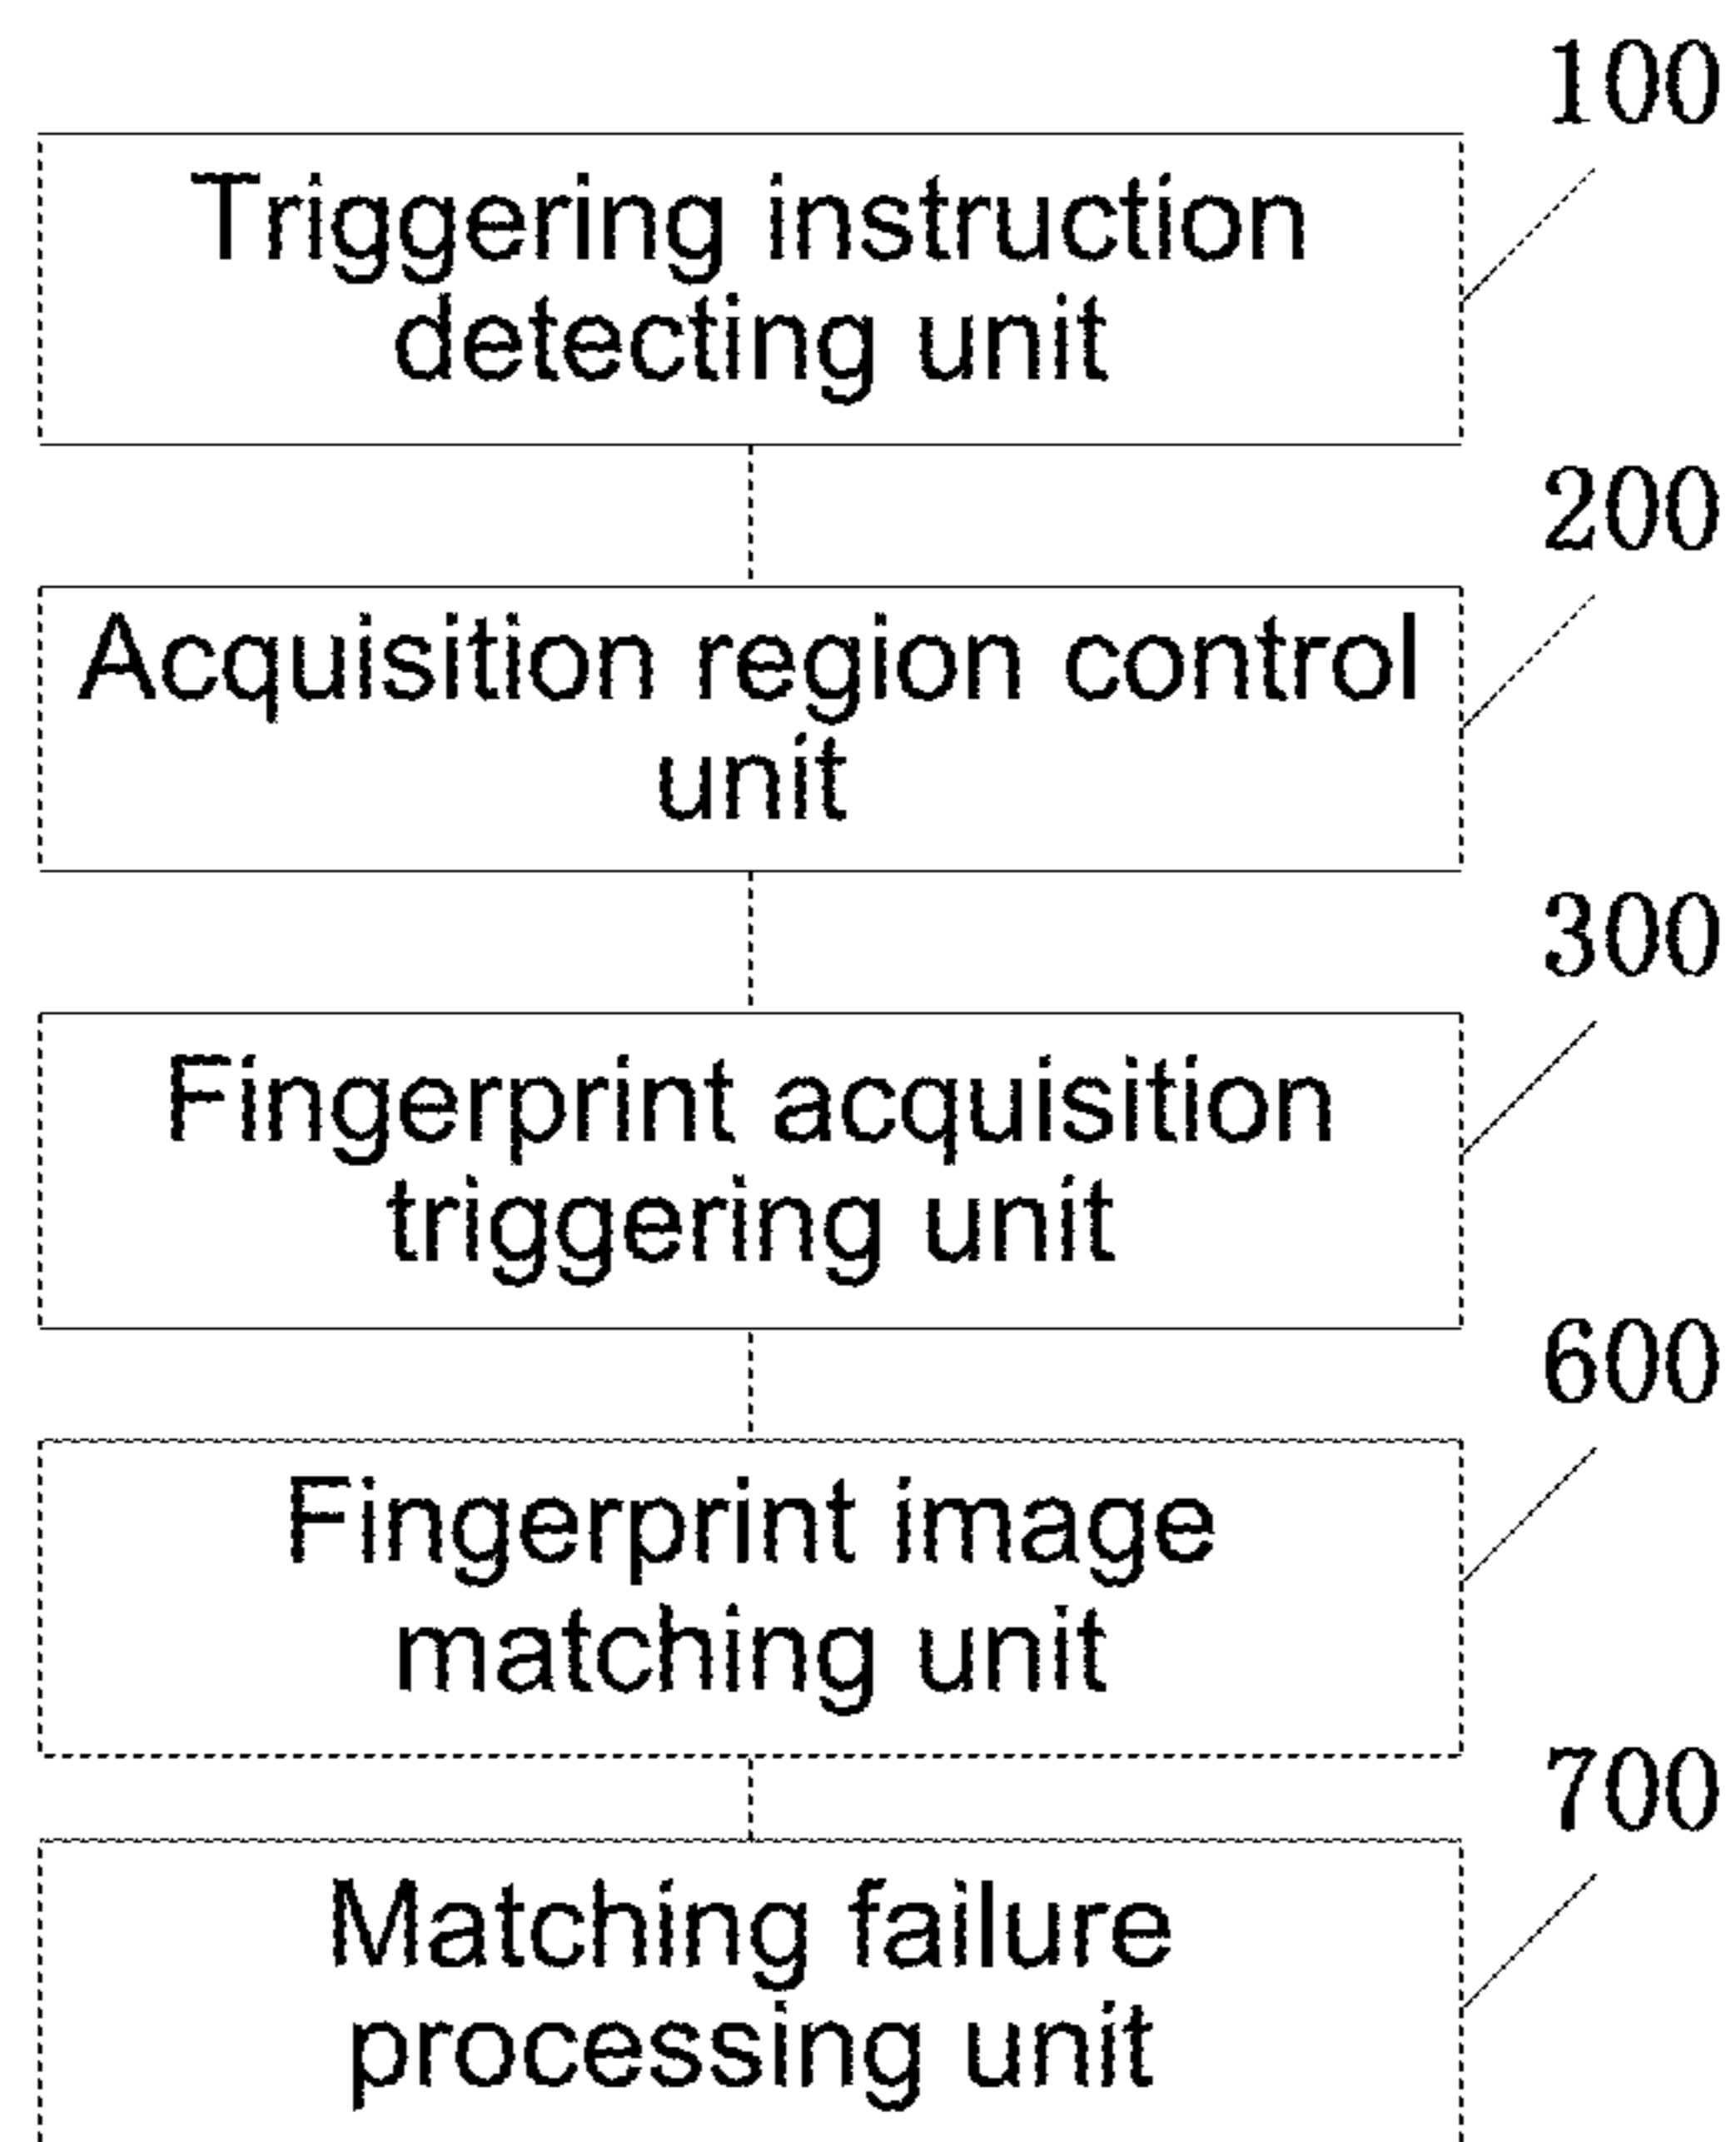 100
Triggering instruction
detecting unit
200
Acquisition region control
unit
300
Fingerprint acquisition
triggering unit
600
Fingerprint image
matching unit
700
Matching failure
processing unit